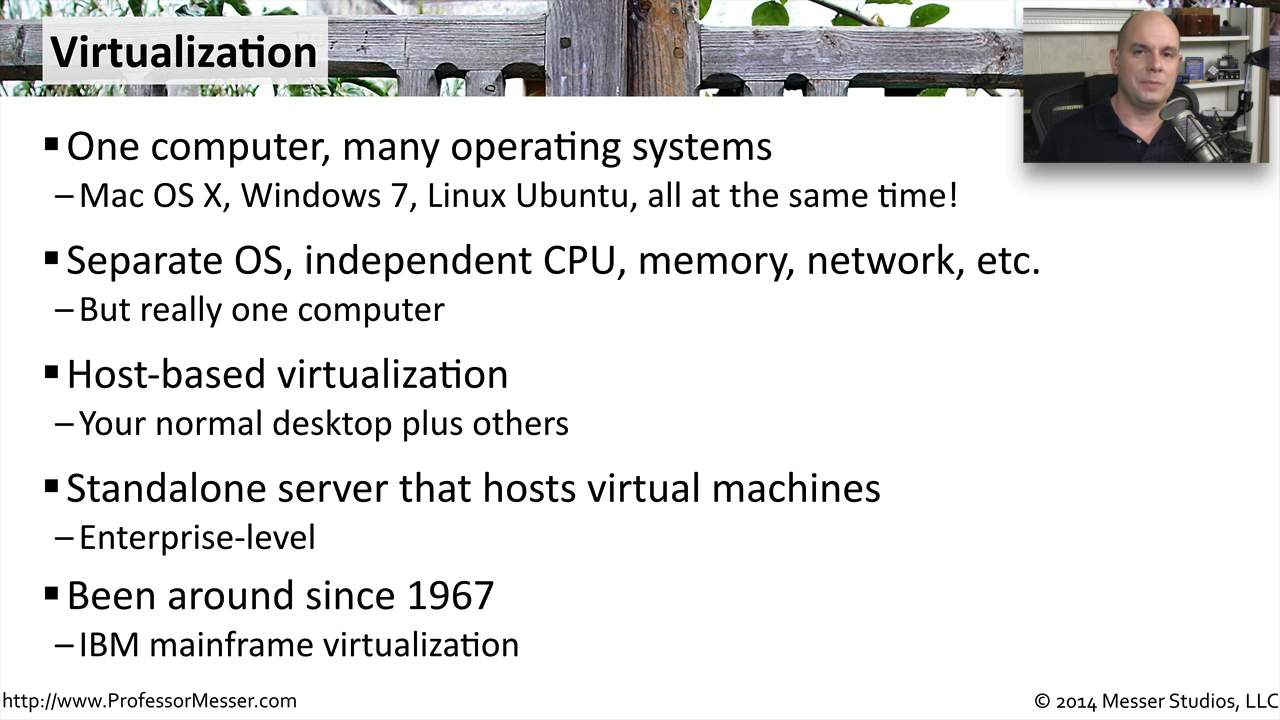 Virtualization
▪ One computer, many operating systems
– Mac OS X, Windows 7, Linux Ubuntu, all at the same time!
▪ Separate OS, independent CPU, memory, network, etc.
– But really one computer
▪ Host-based virtualization
– Your normal desktop plus others
▪ Standalone server that hosts virtual machines
– Enterprise-level
▪ Been around since 1967
– IBM mainframe virtualization
http://www.ProfessorMesser.com
© 2014 Messer Studios, LLC